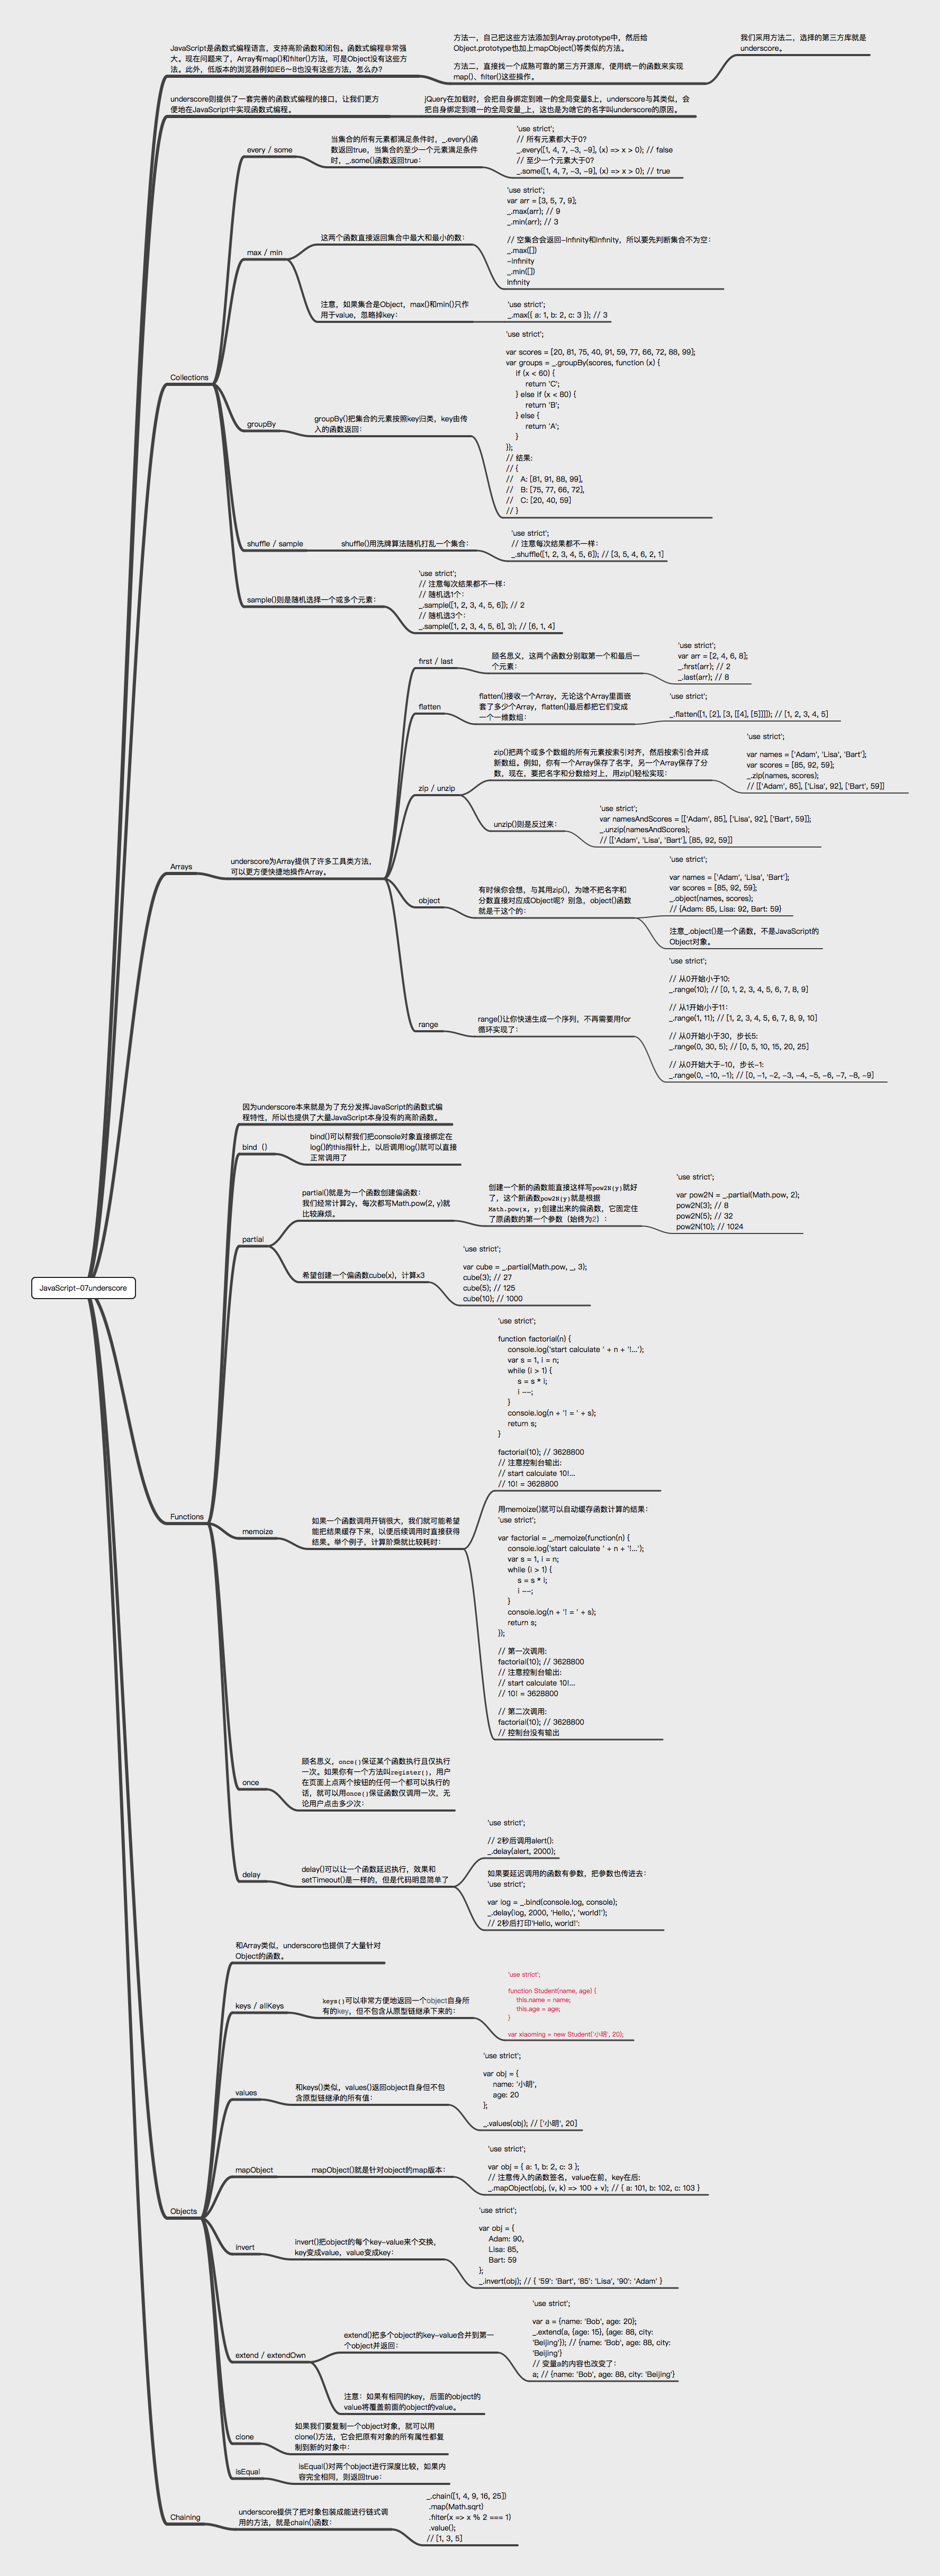 JavaScript是函数式编程语言，支持高阶函数和闭包。函数式编程非常强
大。现在问题来了，Array有map()和filter()方法，可是Object没有这些方
法。此外，低版本的浏览器例如IE6～8也没有这些方法，怎么办？
方法一，自己把这些方法添加到Array.prototype中，然后给
Object.prototype也加上mapObject()等类似的方法。
方法二，直接找一个成熟可靠的第三方开源库，使用统一的函数来实现
map()、filter()这些操作。
我们采用方法二，选择的第三方库就是
underscore。
underscore则提供了一套完善的函数式编程的接口，让我们更方
便地在JavaScript中实现函数式编程。
jQuery在加载时，会把自身绑定到唯一的全局变量$上，underscore与其类似，会
把自身绑定到唯一的全局变量_上，这也是为啥它的名字叫underscore的原因。
Collections
every / some
当集合的所有元素都满足条件时，_.every()函
数返回true，当集合的至少一个元素满足条件
时，_.some()函数返回true：
'use strict';
// 所有元素都大于0？
_.every([1, 4, 7, -3, -9], (x) => x > 0); // false
// 至少一个元素大于0？
_.some([1, 4, 7, -3, -9], (x) => x > 0); // true
max / min
这两个函数直接返回集合中最大和最小的数：
'use strict';
var arr = [3, 5, 7, 9];
_.max(arr); // 9
_.min(arr); // 3
// 空集合会返回-Infinity和Infinity，所以要先判断集合不为空：
_.max([])
-Infinity
_.min([])
Infinity
注意，如果集合是Object，max()和min()只作
用于value，忽略掉key：
'use strict';
_.max({ a: 1, b: 2, c: 3 }); // 3
groupBy
groupBy()把集合的元素按照key归类，key由传
入的函数返回：
'use strict';
var scores = [20, 81, 75, 40, 91, 59, 77, 66, 72, 88, 99];
var groups = _.groupBy(scores, function (x) {
if (x < 60) {
return 'C';
} else if (x < 80) {
return 'B';
} else {
return 'A';
}
});
// 结果:
// {
//   A: [81, 91, 88, 99],
//   B: [75, 77, 66, 72],
//   C: [20, 40, 59]
// }
shuffle / sample
shuffle()用洗牌算法随机打乱一个集合：
'use strict';
// 注意每次结果都不一样：
_.shuffle([1, 2, 3, 4, 5, 6]); // [3, 5, 4, 6, 2, 1]
sample()则是随机选择一个或多个元素：
'use strict';
// 注意每次结果都不一样：
// 随机选1个：
_.sample([1, 2, 3, 4, 5, 6]); // 2
// 随机选3个：
_.sample([1, 2, 3, 4, 5, 6], 3); // [6, 1, 4]
Arrays
underscore为Array提供了许多工具类方法，
可以更方便快捷地操作Array。
first / last
顾名思义，这两个函数分别取第一个和最后一
个元素：
'use strict';
var arr = [2, 4, 6, 8];
_.first(arr); // 2
_.last(arr); // 8
flatten
flatten()接收一个Array，无论这个Array里面嵌
套了多少个Array，flatten()最后都把它们变成
一个一维数组：
'use strict';
_.flatten([1, [2], [3, [[4], [5]]]]); // [1, 2, 3, 4, 5]
zip / unzip
zip()把两个或多个数组的所有元素按索引对齐，然后按索引合并成
新数组。例如，你有一个Array保存了名字，另一个Array保存了分
数，现在，要把名字和分数给对上，用zip()轻松实现：
'use strict';
var names = ['Adam', 'Lisa', 'Bart'];
var scores = [85, 92, 59];
_.zip(names, scores);
// [['Adam', 85], ['Lisa', 92], ['Bart', 59]]
unzip()则是反过来：
'use strict';
var namesAndScores = [['Adam', 85], ['Lisa', 92], ['Bart', 59]];
_.unzip(namesAndScores);
// [['Adam', 'Lisa', 'Bart'], [85, 92, 59]]
object
有时候你会想，与其用zip()，为啥不把名字和
分数直接对应成Object呢？别急，object()函数
就是干这个的：
'use strict';
var names = ['Adam', 'Lisa', 'Bart'];
var scores = [85, 92, 59];
_.object(names, scores);
// {Adam: 85, Lisa: 92, Bart: 59}
注意_.object()是一个函数，不是JavaScript的
Object对象。
range
range()让你快速生成一个序列，不再需要用for
循环实现了：
'use strict';
// 从0开始小于10:
_.range(10); // [0, 1, 2, 3, 4, 5, 6, 7, 8, 9]
// 从1开始小于11：
_.range(1, 11); // [1, 2, 3, 4, 5, 6, 7, 8, 9, 10]
// 从0开始小于30，步长5:
_.range(0, 30, 5); // [0, 5, 10, 15, 20, 25]
// 从0开始大于-10，步长-1:
_.range(0, -10, -1); // [0, -1, -2, -3, -4, -5, -6, -7, -8, -9]
JavaScript-07underscore
Functions
因为underscore本来就是为了充分发挥JavaScript的函数式编
程特性，所以也提供了大量JavaScript本身没有的高阶函数。
bind（）
bind()可以帮我们把console对象直接绑定在
log()的this指针上，以后调用log()就可以直接
正常调用了
partial
partial()就是为一个函数创建偏函数：
我们经常计算2y，每次都写Math.pow(2, y)就
比较麻烦。
创建一个新的函数能直接这样写pow2N(y)就好
了，这个新函数pow2N(y)就是根据
Math.pow(x, y)创建出来的偏函数，它固定住
了原函数的第一个参数（始终为2）：
'use strict';
var pow2N = _.partial(Math.pow, 2);
pow2N(3); // 8
pow2N(5); // 32
pow2N(10); // 1024
希望创建一个偏函数cube(x)，计算x3
'use strict';
var cube = _.partial(Math.pow, _, 3);
cube(3); // 27
cube(5); // 125
cube(10); // 1000
memoize
如果一个函数调用开销很大，我们就可能希望
能把结果缓存下来，以便后续调用时直接获得
结果。举个例子，计算阶乘就比较耗时：
'use strict';
function factorial(n) {
console.log('start calculate ' + n + '!...');
var s = 1, i = n;
while (i > 1) {
s = s * i;
i --;
}
console.log(n + '! = ' + s);
return s;
}
factorial(10); // 3628800
// 注意控制台输出:
// start calculate 10!...
// 10! = 3628800
用memoize()就可以自动缓存函数计算的结果：
'use strict';
var factorial = _.memoize(function(n) {
console.log('start calculate ' + n + '!...');
var s = 1, i = n;
while (i > 1) {
s = s * i;
i --;
}
console.log(n + '! = ' + s);
return s;
});
// 第一次调用:
factorial(10); // 3628800
// 注意控制台输出:
// start calculate 10!...
// 10! = 3628800
// 第二次调用:
factorial(10); // 3628800
// 控制台没有输出
once
顾名思义，once()保证某个函数执行且仅执行
一次。如果你有一个方法叫register()，用户
在页面上点两个按钮的任何一个都可以执行的
话，就可以用once()保证函数仅调用一次，无
论用户点击多少次：
delay
delay()可以让一个函数延迟执行，效果和
setTimeout()是一样的，但是代码明显简单了
'use strict';
// 2秒后调用alert():
_.delay(alert, 2000);
如果要延迟调用的函数有参数，把参数也传进去：
'use strict';
var log = _.bind(console.log, console);
_.delay(log, 2000, 'Hello,', 'world!');
// 2秒后打印'Hello, world!':
Objects
和Array类似，underscore也提供了大量针对
Object的函数。
keys / allKeys
keys()可以非常方便地返回一个object自身所
有的key，但不包含从原型链继承下来的：
'use strict';
function Student(name, age) {
this.name = name;
this.age = age;
}
var xiaoming = new Student('小明', 20);
values
和keys()类似，values()返回object自身但不包
含原型链继承的所有值：
'use strict';
var obj = {
name: '小明',
age: 20
};
_.values(obj); // ['小明', 20]
mapObject
mapObject()就是针对object的map版本：
'use strict';
var obj = { a: 1, b: 2, c: 3 };
// 注意传入的函数签名，value在前，key在后:
_.mapObject(obj, (v, k) => 100 + v); // { a: 101, b: 102, c: 103 }
invert
invert()把object的每个key-value来个交换，
key变成value，value变成key：
'use strict';
var obj = {
Adam: 90,
Lisa: 85,
Bart: 59
};
_.invert(obj); // { '59': 'Bart', '85': 'Lisa', '90': 'Adam' }
extend / extendOwn
extend()把多个object的key-value合并到第一
个object并返回：
'use strict';
var a = {name: 'Bob', age: 20};
_.extend(a, {age: 15}, {age: 88, city:
'Beijing'}); // {name: 'Bob', age: 88, city:
'Beijing'}
// 变量a的内容也改变了：
a; // {name: 'Bob', age: 88, city: 'Beijing'}
注意：如果有相同的key，后面的object的
value将覆盖前面的object的value。
clone
如果我们要复制一个object对象，就可以用
clone()方法，它会把原有对象的所有属性都复
制到新的对象中：
isEqual
isEqual()对两个object进行深度比较，如果内
容完全相同，则返回true：
Chaining
underscore提供了把对象包装成能进行链式调
用的方法，就是chain()函数：
_.chain([1, 4, 9, 16, 25])
.map(Math.sqrt)
.filter(x => x % 2 === 1)
.value();
// [1, 3, 5]